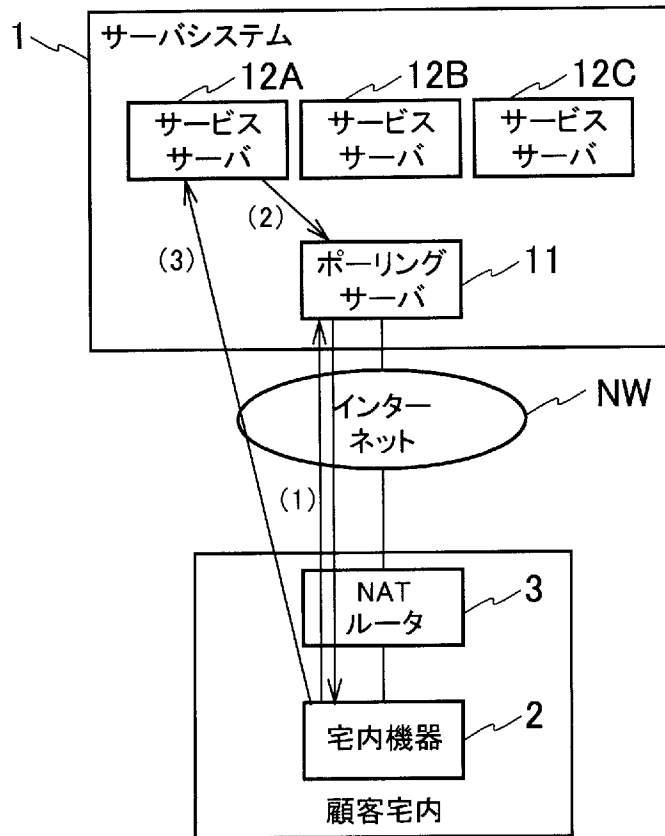 1
サーバシステム
12A
12B
12C
サービス
サーバ
サービス
サーバ
サービス
サーバ
(2)
(3)
ポーリング
サーバ
11
インター
ネット
NW
(1)
NAT
ルータ
3
宅内機器
2
顧客宅内